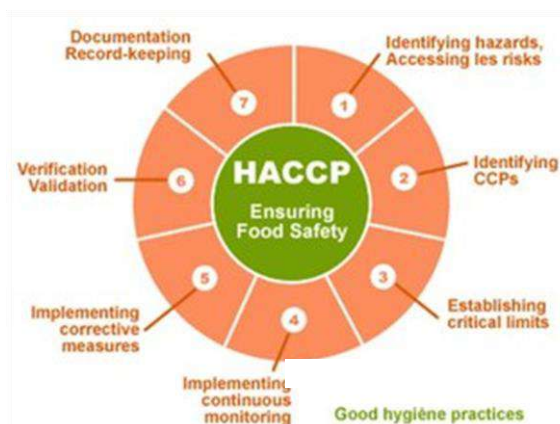 HACCP
Ensuring
Food Safety
1
Identifying hazards,
Accessing les risks
2
Identifying
CCPs
3
Establishing
critical limits
4
Implementing
continuous
monitoring
5
Implementing
corrective
measures
6
Verification
Validation
7
Documentation
Record-keeping
Good hygiène practices